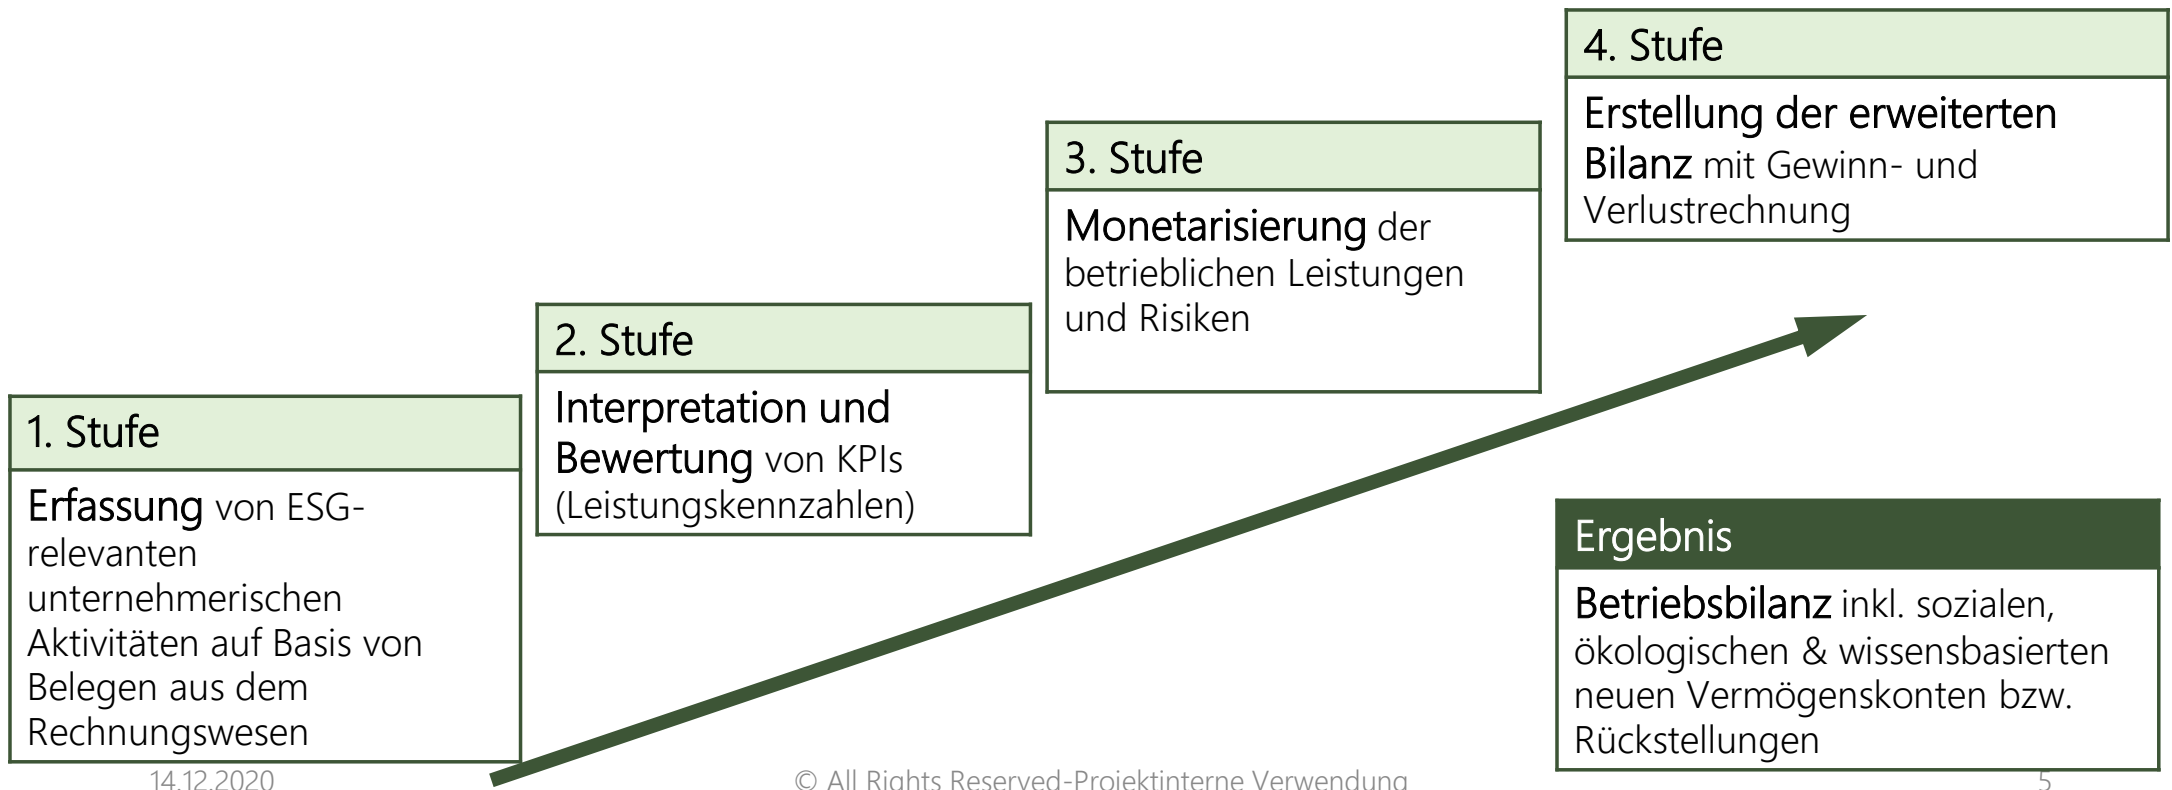 1. Stufe
Erfassung von ESG-
relevanten
unternehmerischen
Aktivitäten auf Basis von
Belegen aus dem
Rechnungswesen
2. Stufe
Interpretation und
Bewertung von KPIs
(Leistungskennzahlen)
3. Stufe
Monetarisierung der
betrieblichen Leistungen
und Risiken
4. Stufe
Erstellung der erweiterten
Bilanz mit Gewinn- und
Verlustrechnung
Ergebnis
Betriebsbilanz inkl. sozialen,
ökologischen & wissensbasierten
neuen Vermögenskonten bzw.
Rückstellungen
14.12.2020
© All Rights Reserved-Projektinterne Verwendung
5